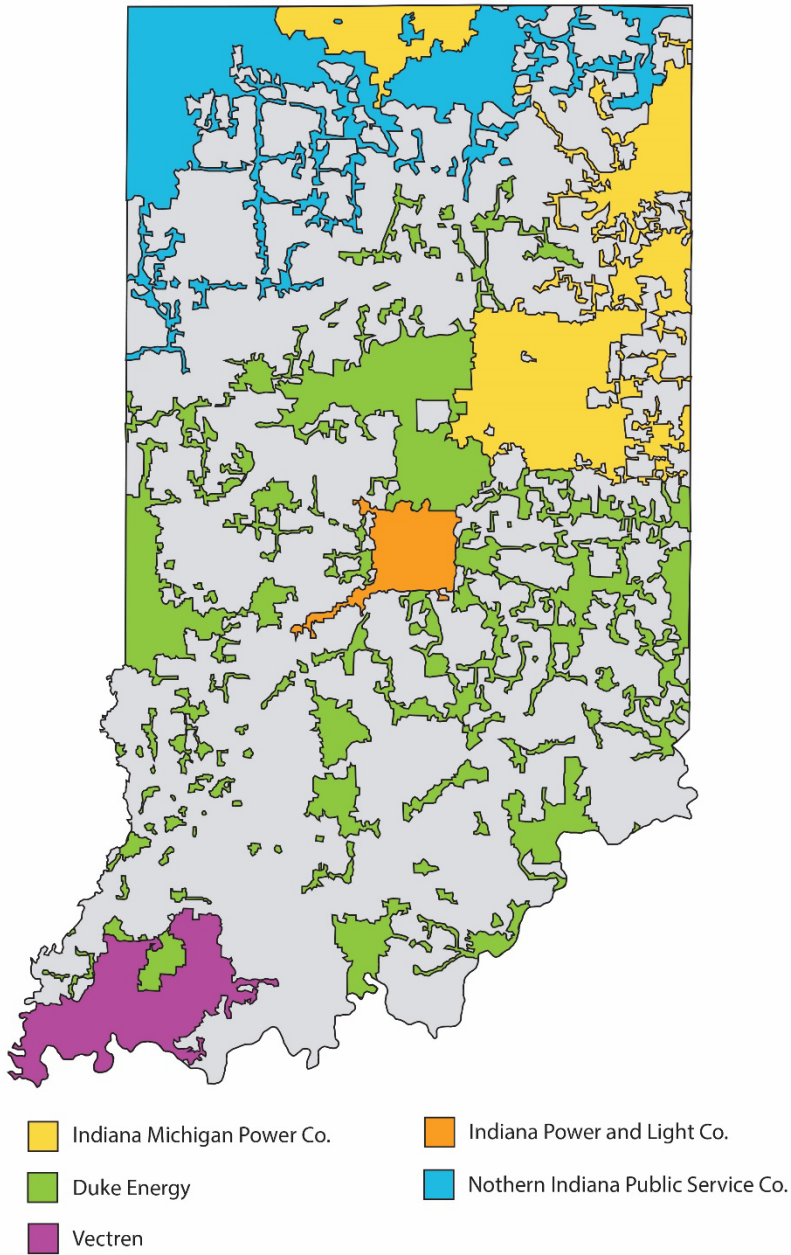 Indiana Michigan Power Co.
Duke Energy
Vectren
Indiana Power and Light Co.
Nothern Indiana Public Service Co.